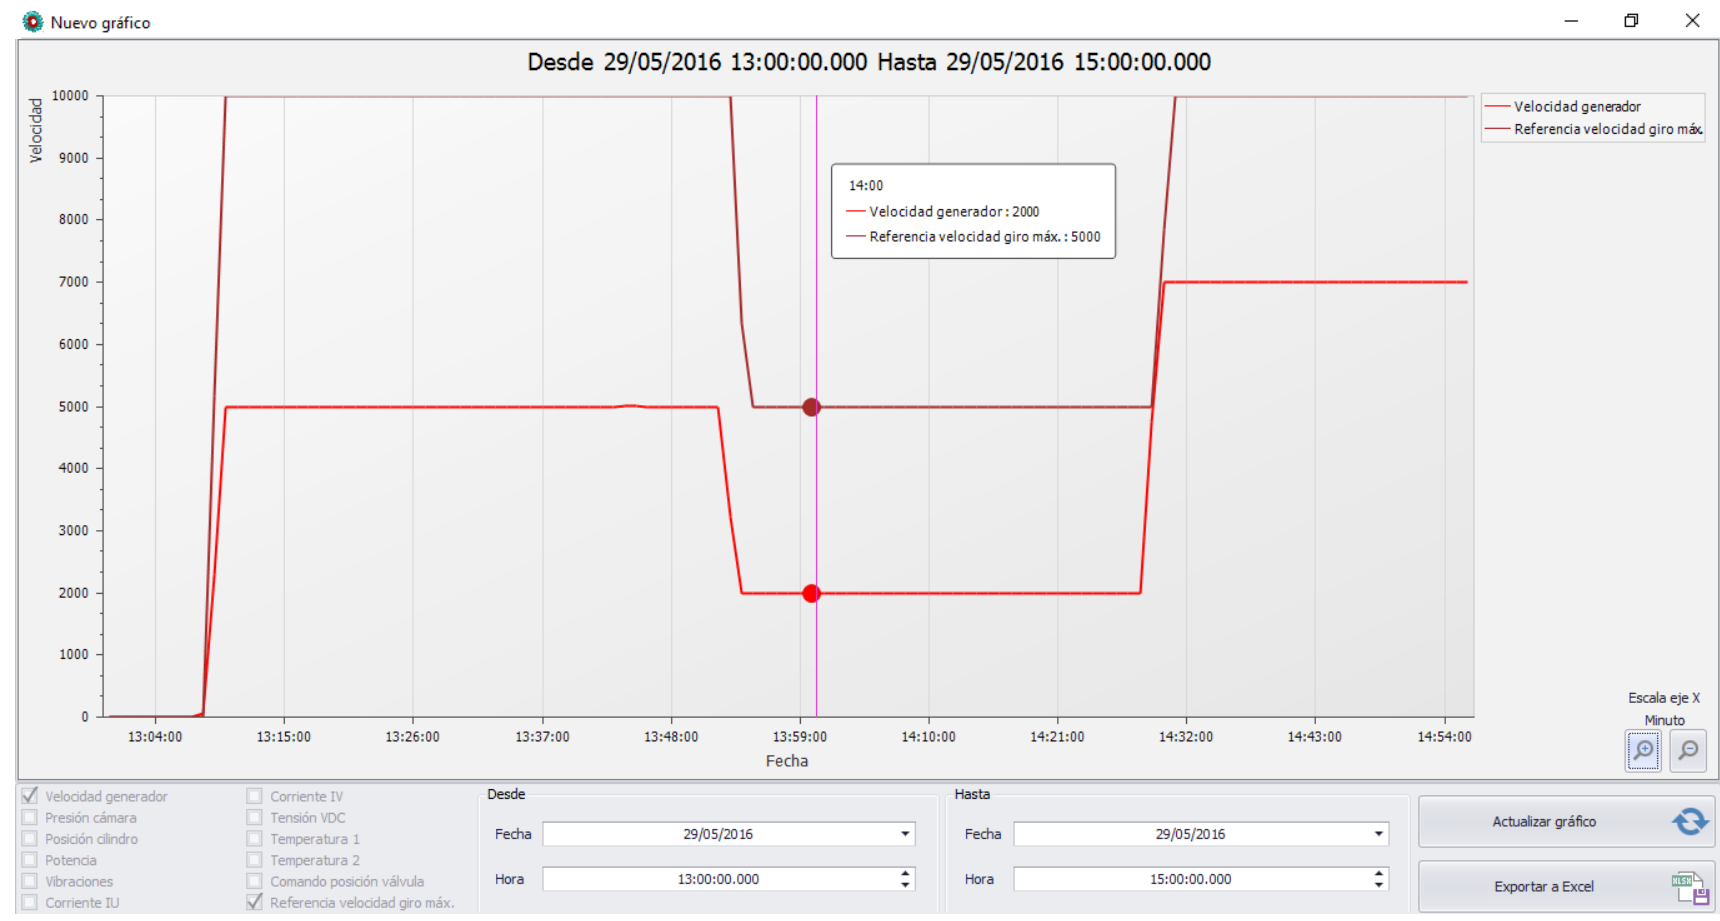 Nuevo gráfico
Desde 29/05/2016 13:00:00.000 Hasta 29/05/2016 15:00:00.000
Velocidad
10000
9000
8000
7000
6000
5000
4000
3000
2000
1000
0
Velocidad generador
Referencia velocidad giro máx.
14:00
Velocidad generador : 2000
Referencia velocidad giro máx. : 5000
13:04:00 13:15:00 13:26:00 13:37:00 13:48:00 13:59:00 14:10:00 14:21:00 14:32:00 14:43:00 14:54:00
Fecha
Escala eje X
Minuto
Velocidad generador
Presión cámara
Posición cilindro
Potencia
Vibraciones
Corriente IU
Corriente IV
Tensión VDC
Temperatura 1
Temperatura 2
Comando posición válvula
Referencia velocidad giro máx.
Desde
Fecha 29/05/2016
Hora 13:00:00.000
Hasta
Fecha 29/05/2016
Hora 15:00:00.000
Actualizar gráfico
Exportar a Excel
XLSX